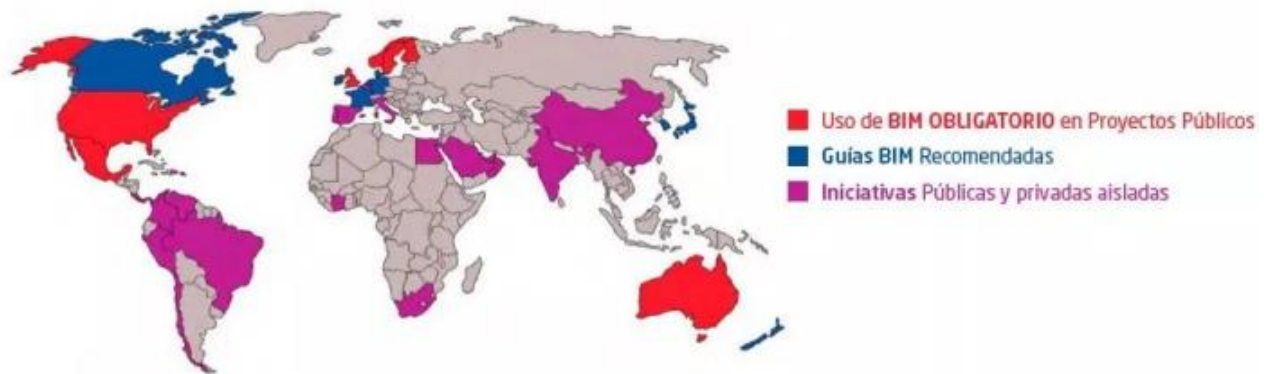 Uso de BIM OBLIGATORIO en Proyectos Públicos
Guías BIM Recomendadas
Iniciativas Públicas y privadas aisladas